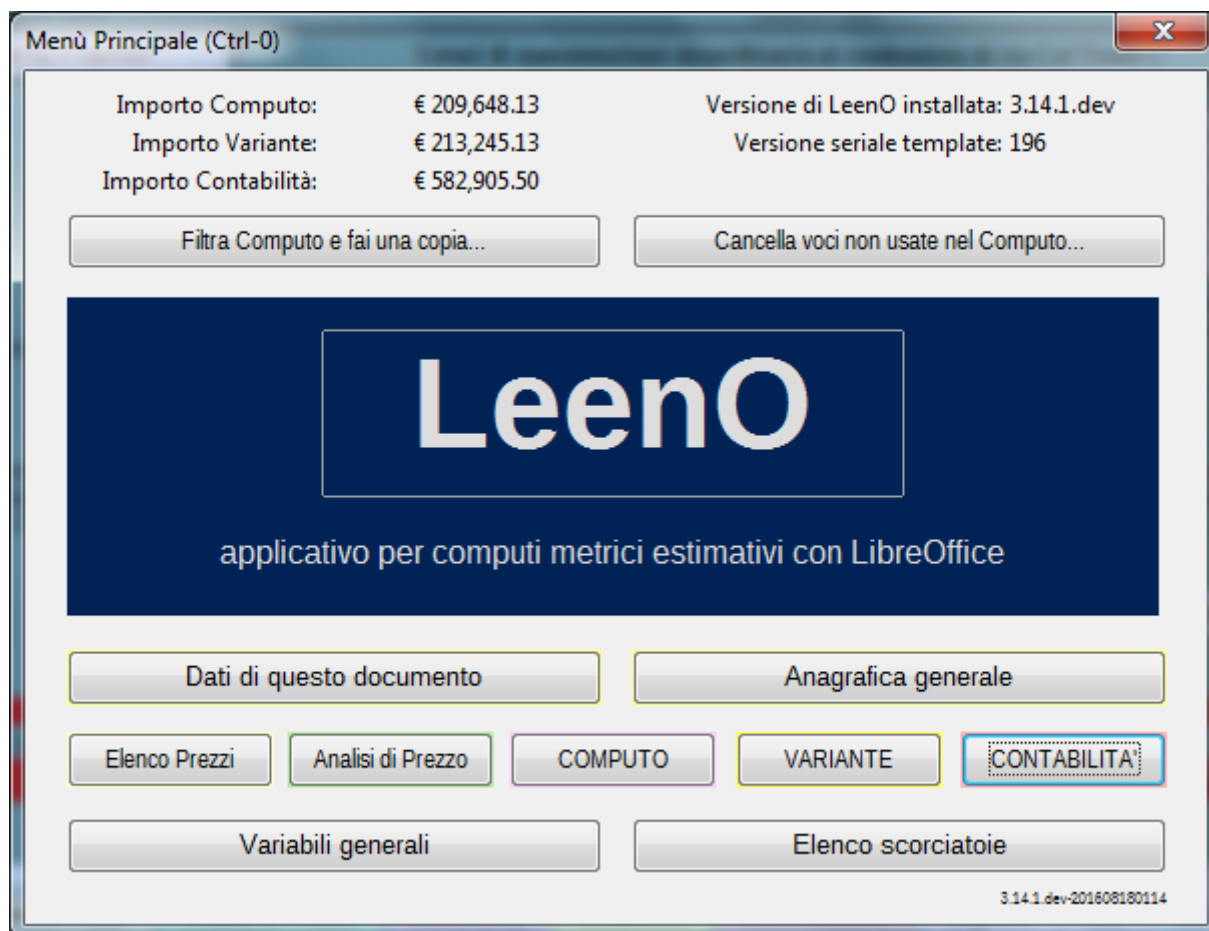 Menù Principale (Ctrl-0)
Importo Computo: € 209,648.13
Importo Variante: € 213,245.13
Importo Contabilità: € 582,905.50
Versione di LeenO installata: 3.14.1.dev
Versione seriale template: 196
Filtra Computo e fai una copia...
Cancella voci non usate nel Computo...
LeenO
applicativo per computi metrici estimativi con LibreOffice
Dati di questo documento
Anagrafica generale
Elenco Prezzi
Analisi di Prezzo
COMPUTO
VARIANTE
CONTABILITA'
Variabili generali
Elenco scorciatoie
3.14.1.dev-201608180114